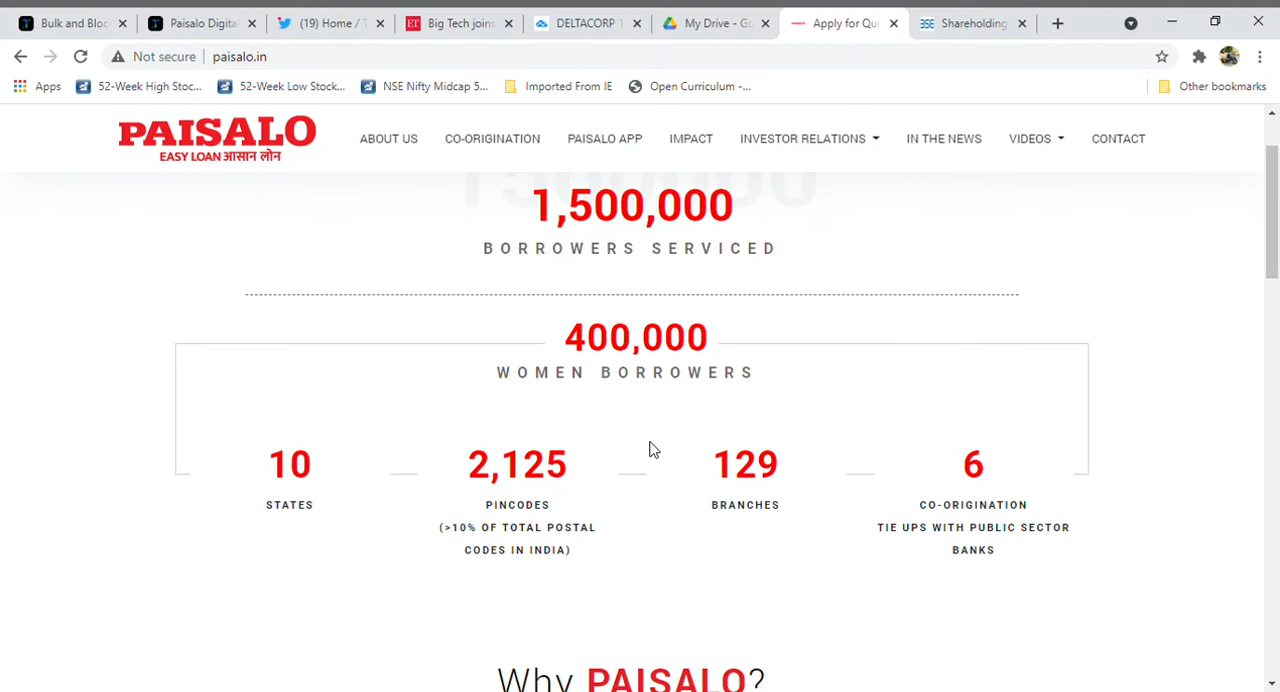 Bulk and Bloc
Paisalo Digita
(19) Home / T
ET Big Tech joins
DELTACORP 1
My Drive - Go
Apply for Qui
BSE Shareholding
Not secure paisalo.in
Apps
52-Week High Stoc...
52-Week Low Stock...
NSE Nifty Midcap 5...
Imported From IE
Open Curriculum -...
Other bookmarks
PAISALO
EASY LOAN आसान लोन
ABOUT US
CO-ORIGINATION
PAISALO APP
IMPACT
INVESTOR RELATIONS
IN THE NEWS
VIDEOS
CONTACT
1500000
1,500,000
BORROWERS SERVICED
400,000
WOMEN BORROWERS
10
STATES
2,125
PINCODES
(>10% OF TOTAL POSTAL
CODES IN INDIA)
129
BRANCHES
6
CO-ORIGINATION
TIE UPS WITH PUBLIC SECTOR
BANKS
Why PAISALO?